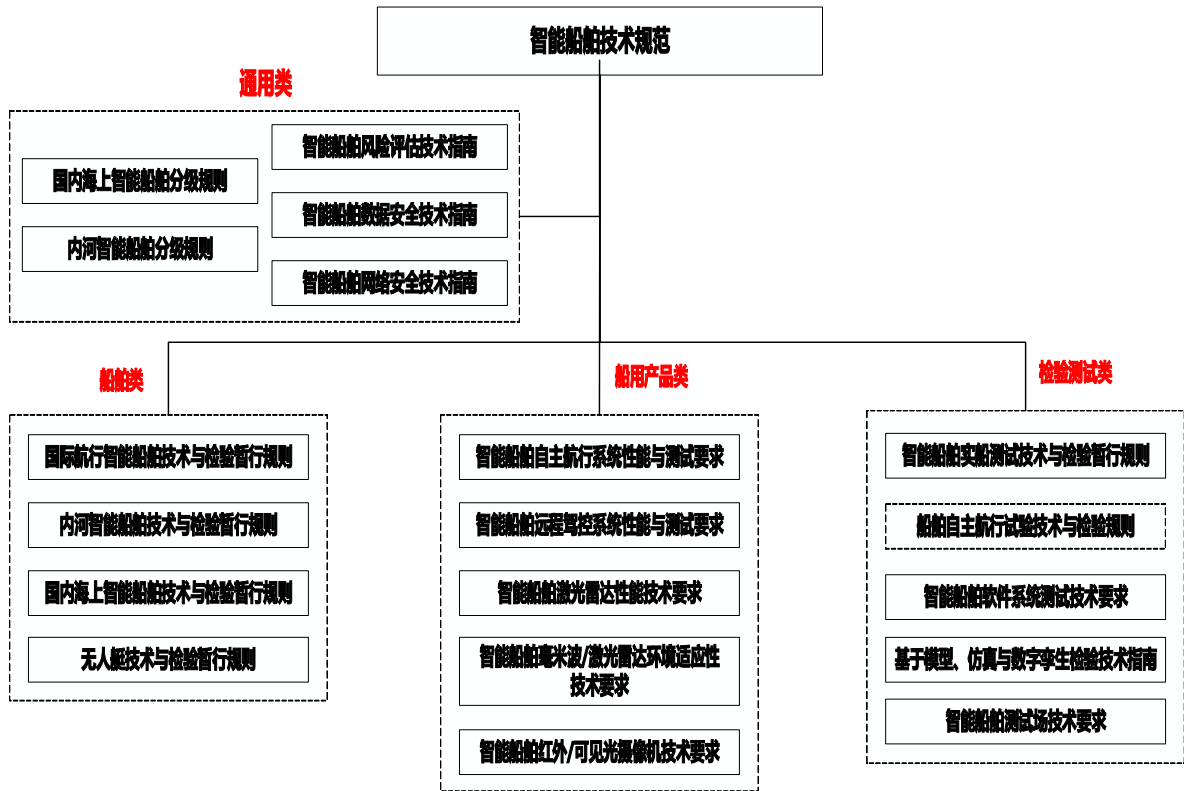 智能船舶技术规范
通用类
国内海上智能船舶分级规则
内河智能船舶分级规则
智能船舶风险评估技术指南
智能船舶数据安全技术指南
智能船舶网络安全技术指南
船舶类
国际航行智能船舶技术与检验暂行规则
内河智能船舶技术与检验暂行规则
国内海上智能船舶技术与检验暂行规则
无人艇技术与检验暂行规则
船用产品类
智能船舶自主航行系统性能与测试要求
智能船舶远程驾控系统性能与测试要求
智能船舶激光雷达性能技术要求
智能船舶毫米波/激光雷达环境适应性
技术要求
智能船舶红外/可见光摄像机技术要求
检验测试类
智能船舶实船测试技术与检验暂行规则
船舶自主航行试验技术与检验规则
智能船舶软件系统测试技术要求
基于模型、仿真与数字孪生检验技术指南
智能船舶测试场技术要求